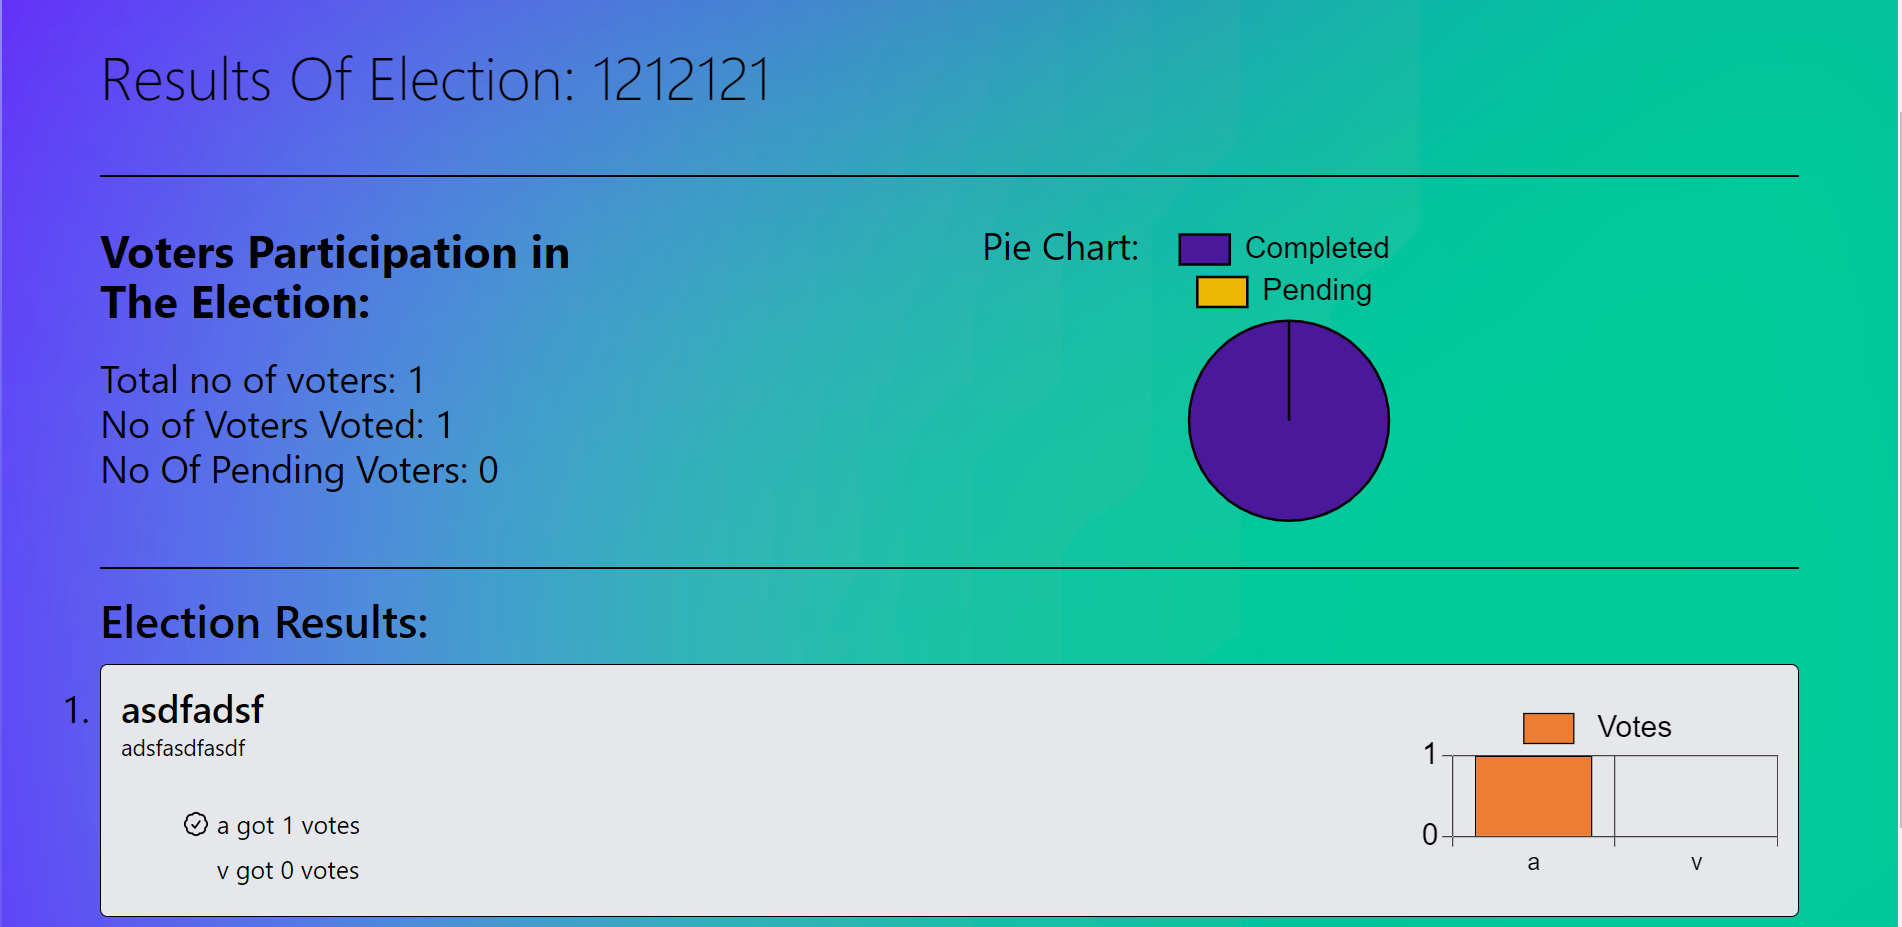 Results Of Election: 1212121
Voters Participation in
The Election:
Total no of voters: 1
No of Voters Voted: 1
No Of Pending Voters: 0
Pie Chart:
Completed
Pending
Election Results:
1.
asdfadsf
adsfasdfasdf
a got 1 votes
v got 0 votes
Votes
1
0
a
v